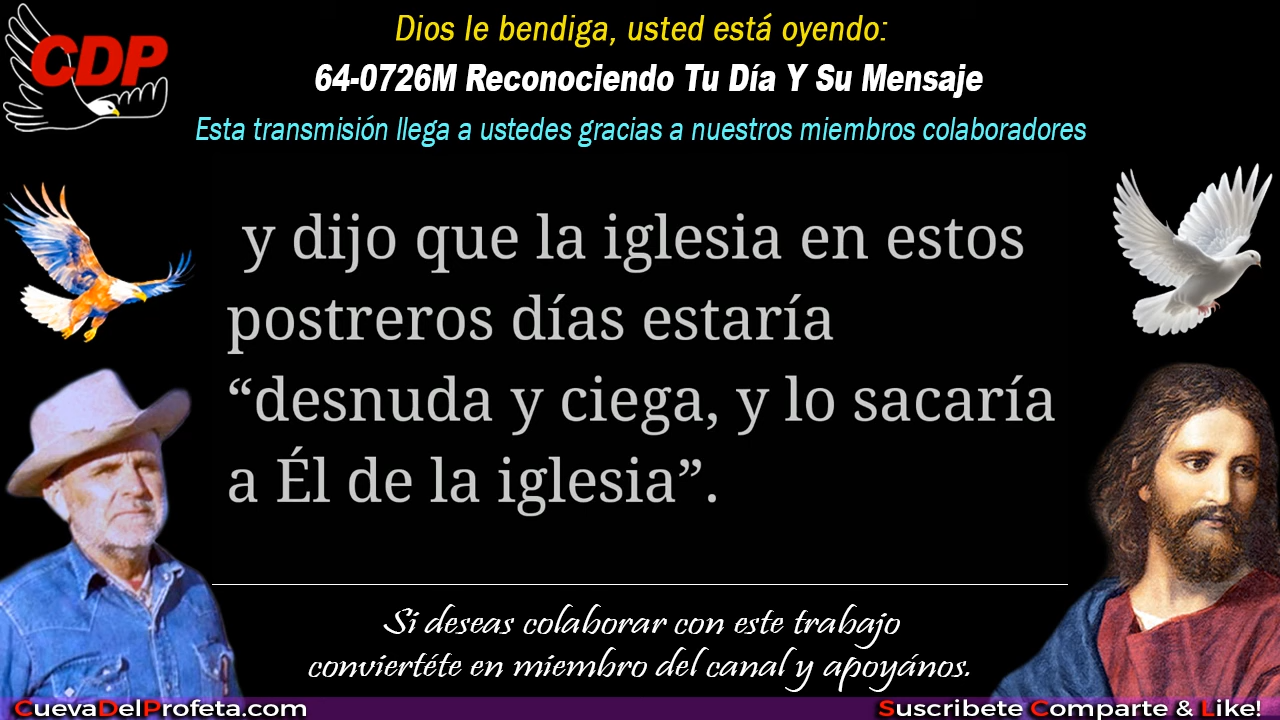 CDP
Dios le bendiga, usted está oyendo:
64-0726M Reconociendo Tu Día Y Su Mensaje
Esta transmisión llega a ustedes gracias a nuestros miembros colaboradores
y dijo que la iglesia en estos
postreros días estaría
“desnuda y ciega, y lo sacaría
a Él de la iglesia”.
Si deseas colaborar con este trabajo
conviertéte en miembro del canal y apoyános.
CuevaDelProfeta.com
Suscribete Comparte & Like!